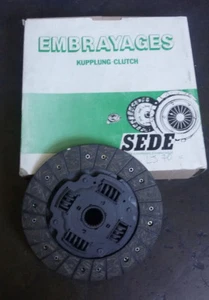 EMBRAYAGES
KUPPLUNG CLUTCH
SEDE